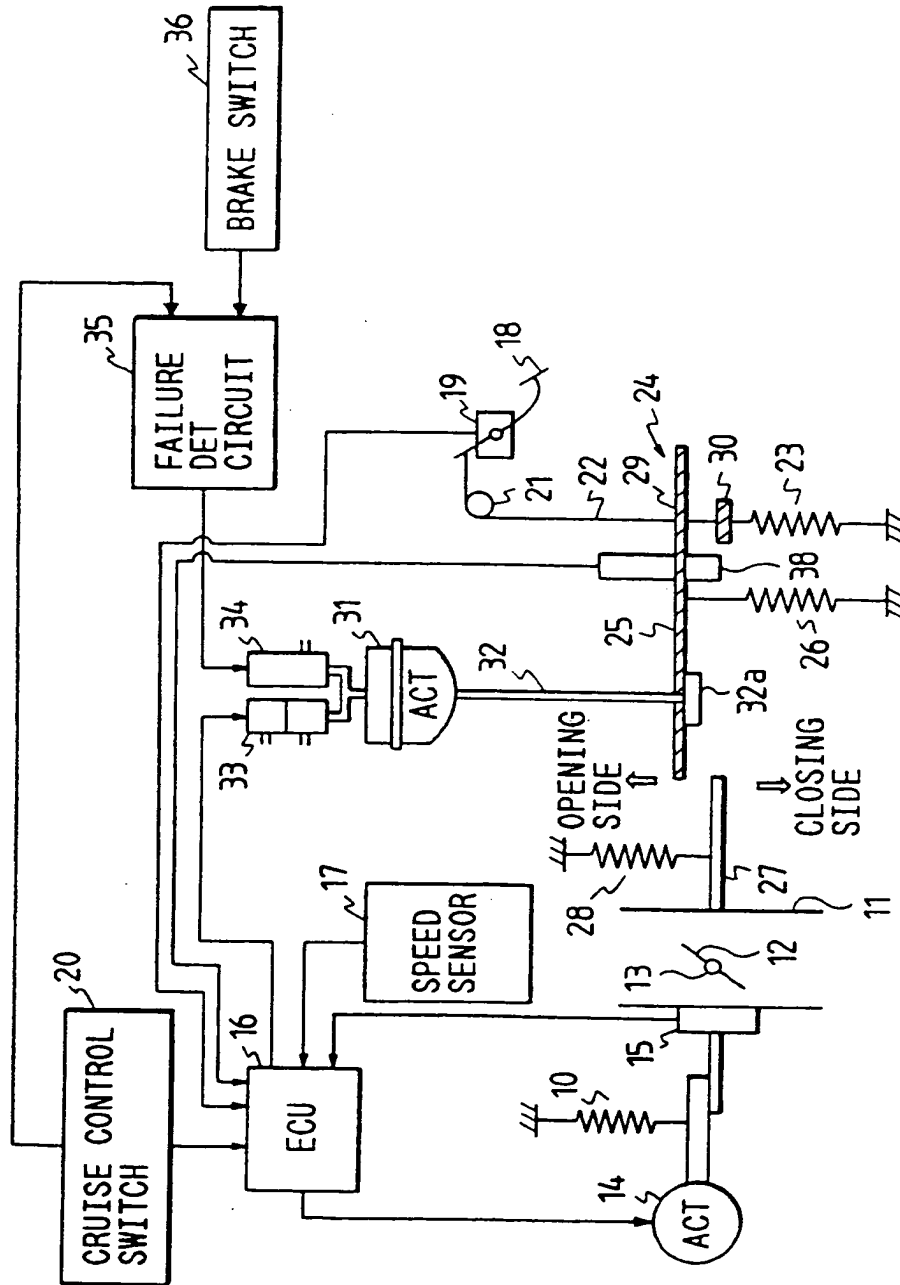 36
BRAKE SWITCH
35
FAILURE
DET
CIRCUIT
20
CRUISE CONTROL
SWITCH
34
33
31
ACT
32
19
18
21
22
24
29
30
23
25
38
26
32a
OPENING
SIDE
CLOSING
SIDE
16
ECU
17
SPEED
SENSOR
28
27
11
13
12
15
10
14
ACT